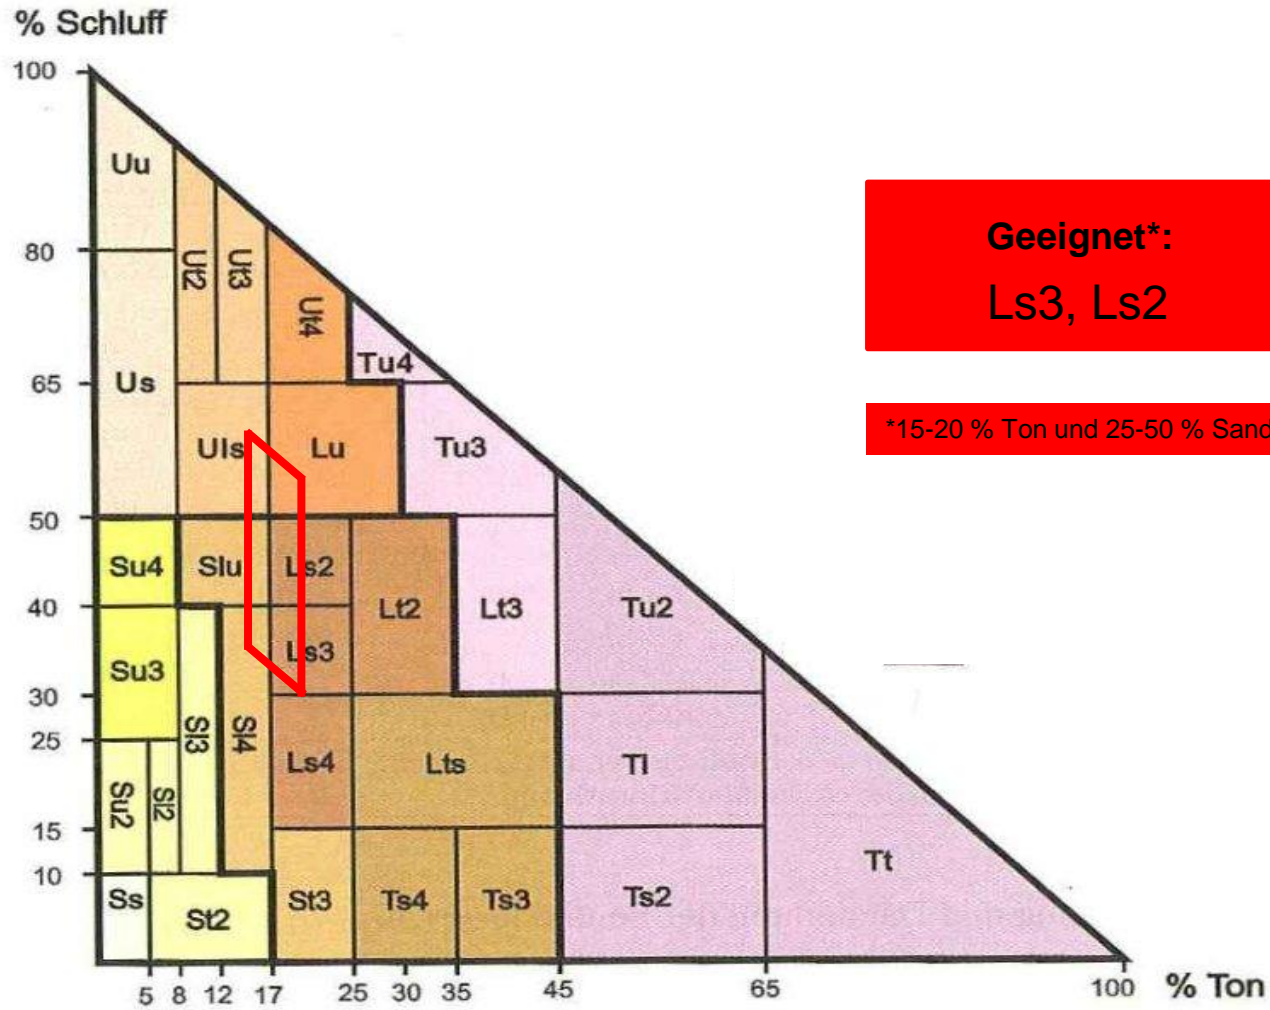 % Schluff
100
Uu
80
Ut2
Ut3
Geeignet*:
Ls3, Ls2
Ut4
Tu4
65
Us
*15-20 % Ton und 25-50 % Sand
Uls
Lu
Tu3
50
Su4
Slu
Ls2
40
Lt2
Lt3
Tu2
Su3
Ls3
30
25
Sl3
Sl4
Ls4
Lts
Tl
Su2
Sl2
15
10
Tt
Ss
St2
St3
Ts4
Ts3
Ts2
5 8 12 17 25 30 35 45 65 100 % Ton